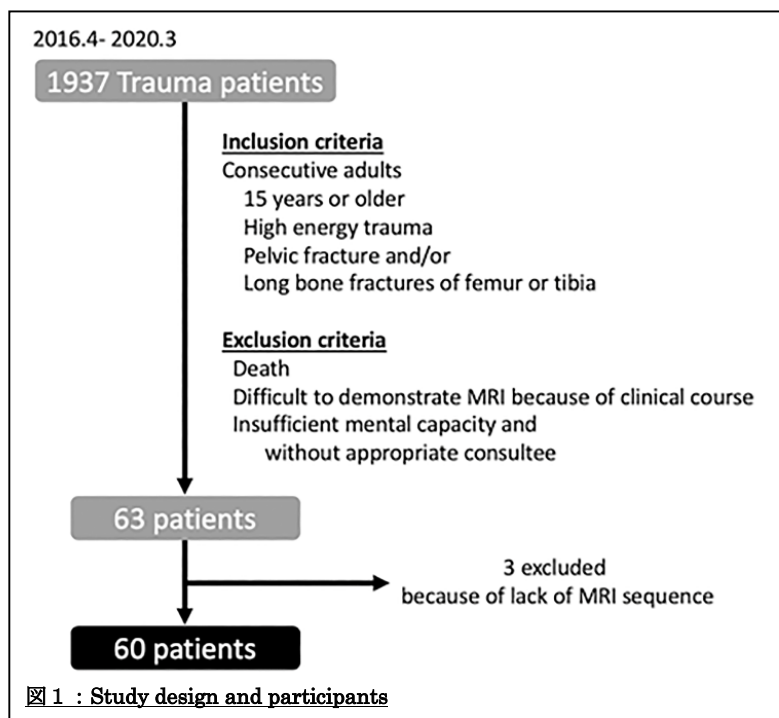 2016.4- 2020.3
1937 Trauma patients
Inclusion criteria
Consecutive adults
15 years or older
High energy trauma
Pelvic fracture and/or
Long bone fractures of femur or tibia
Exclusion criteria
Death
Difficult to demonstrate MRI because of clinical course
Insufficient mental capacity and
without appropriate consultee
63 patients
3 excluded
because of lack of MRI sequence
60 patients
図 1 : Study design and participants